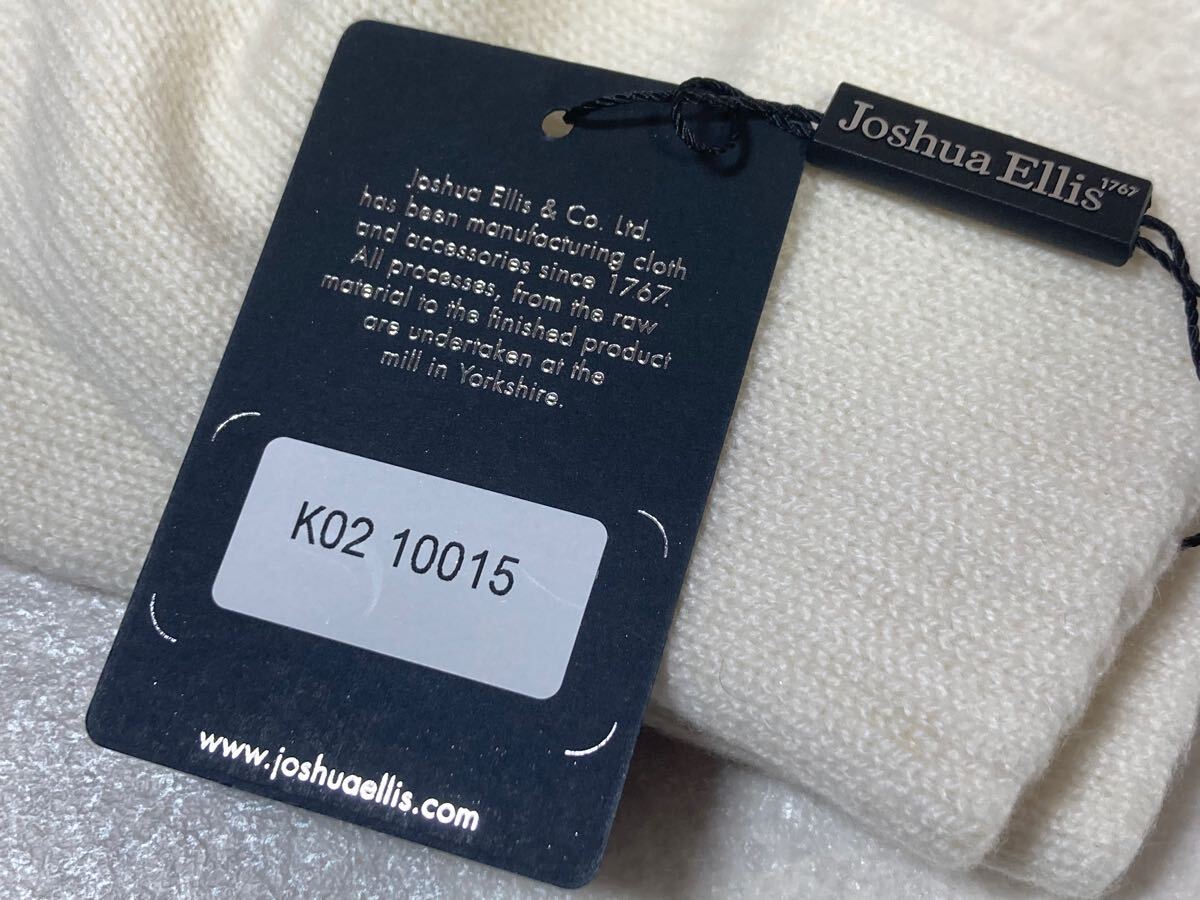 Joshua Ellis 1767
Joshua Ellis & Co. Ltd.
has been manufacturing cloth
and accessories since 1767.
All processes, from the raw
material to the finished product
are undertaken at the
mill in Yorkshire.
K02 10015
www.joshuaellis.com